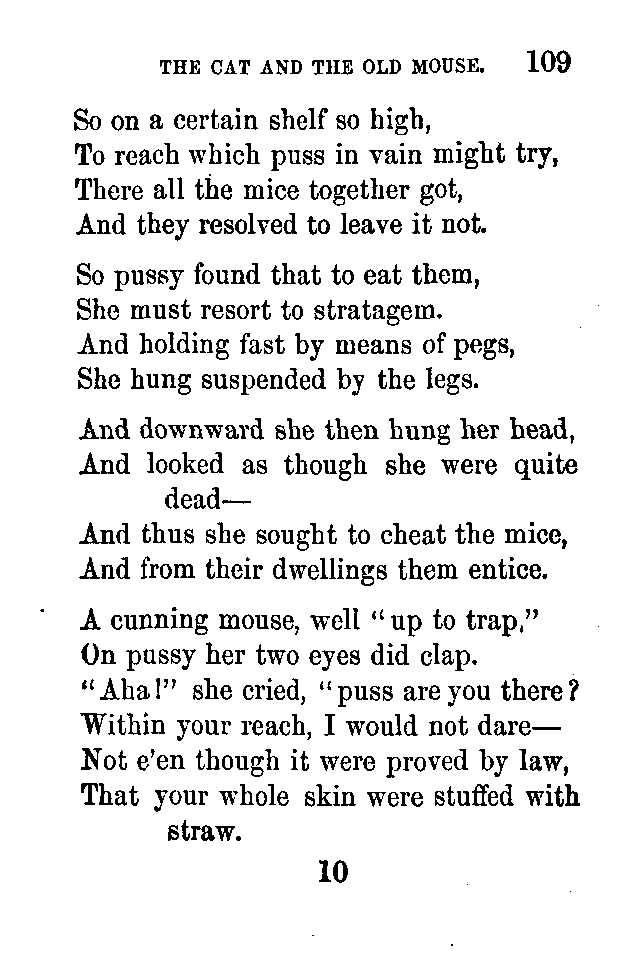 THE CAT AND THE OLD MOUSE. 109
So on a certain shelf so high,
To reach which puss in vain might try,
There all the mice together got,
And they resolved to leave it not.
So pussy found that to eat them,
She must resort to stratagem.
And holding fast by means of pegs,
She hung suspended by the legs.
And downward she then hung her head,
And looked as though she were quite
dead—
And thus she sought to cheat the mice,
And from their dwellings them entice.
A cunning mouse, well “up to trap,”
On pussy her two eyes did clap.
“Aha!” she cried, “puss are you there?
Within your reach, I would not dare—
Not e’en though it were proved by law,
That your whole skin were stuffed with
straw.
10